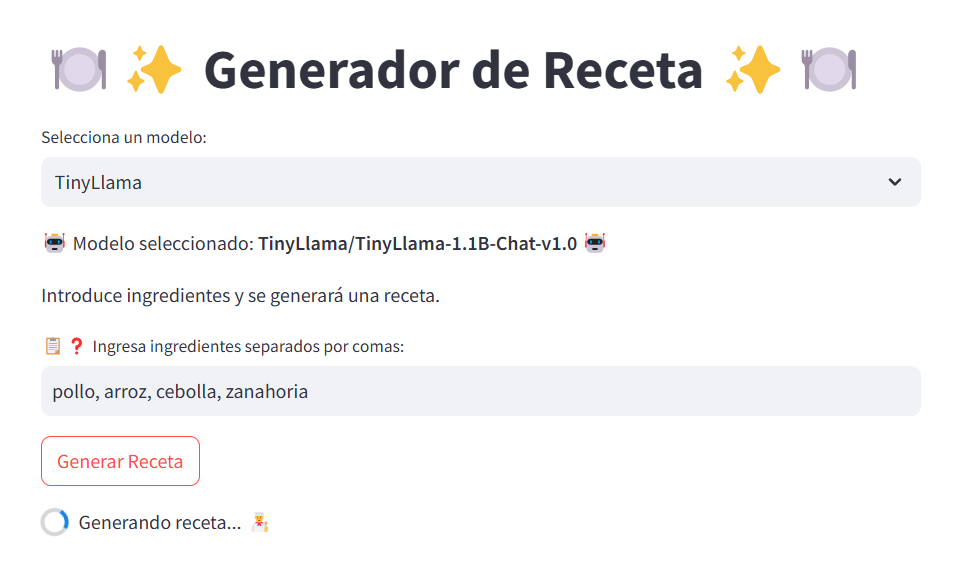 🍽️ ✨ Generador de Receta ✨ 🍽️
Selecciona un modelo:
TinyLlama
🤖 Modelo seleccionado: TinyLlama/TinyLlama-1.1B-Chat-v1.0 🤖
Introduce ingredientes y se generará una receta.
📋❓ Ingresa ingredientes separados por comas:
pollo, arroz, cebolla, zanahoria
Generar Receta
Generando receta... 👩‍🍳